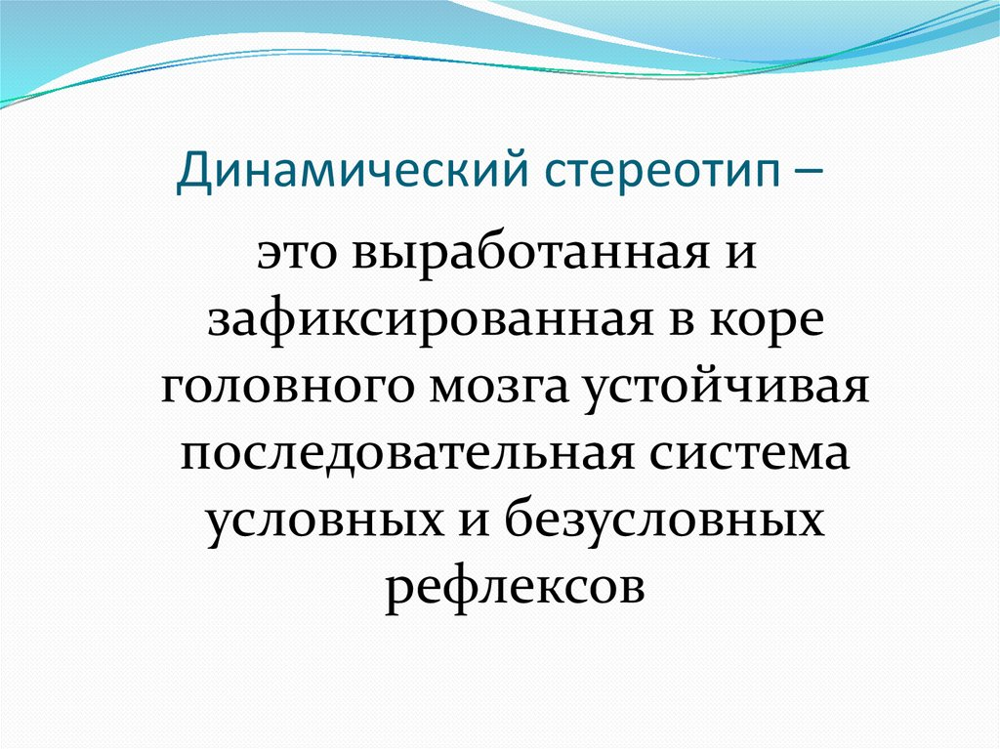 Динамический стереотип –
это выработанная и
зафиксированная в коре
головного мозга устойчивая
последовательная система
условных и безусловных
рефлексов